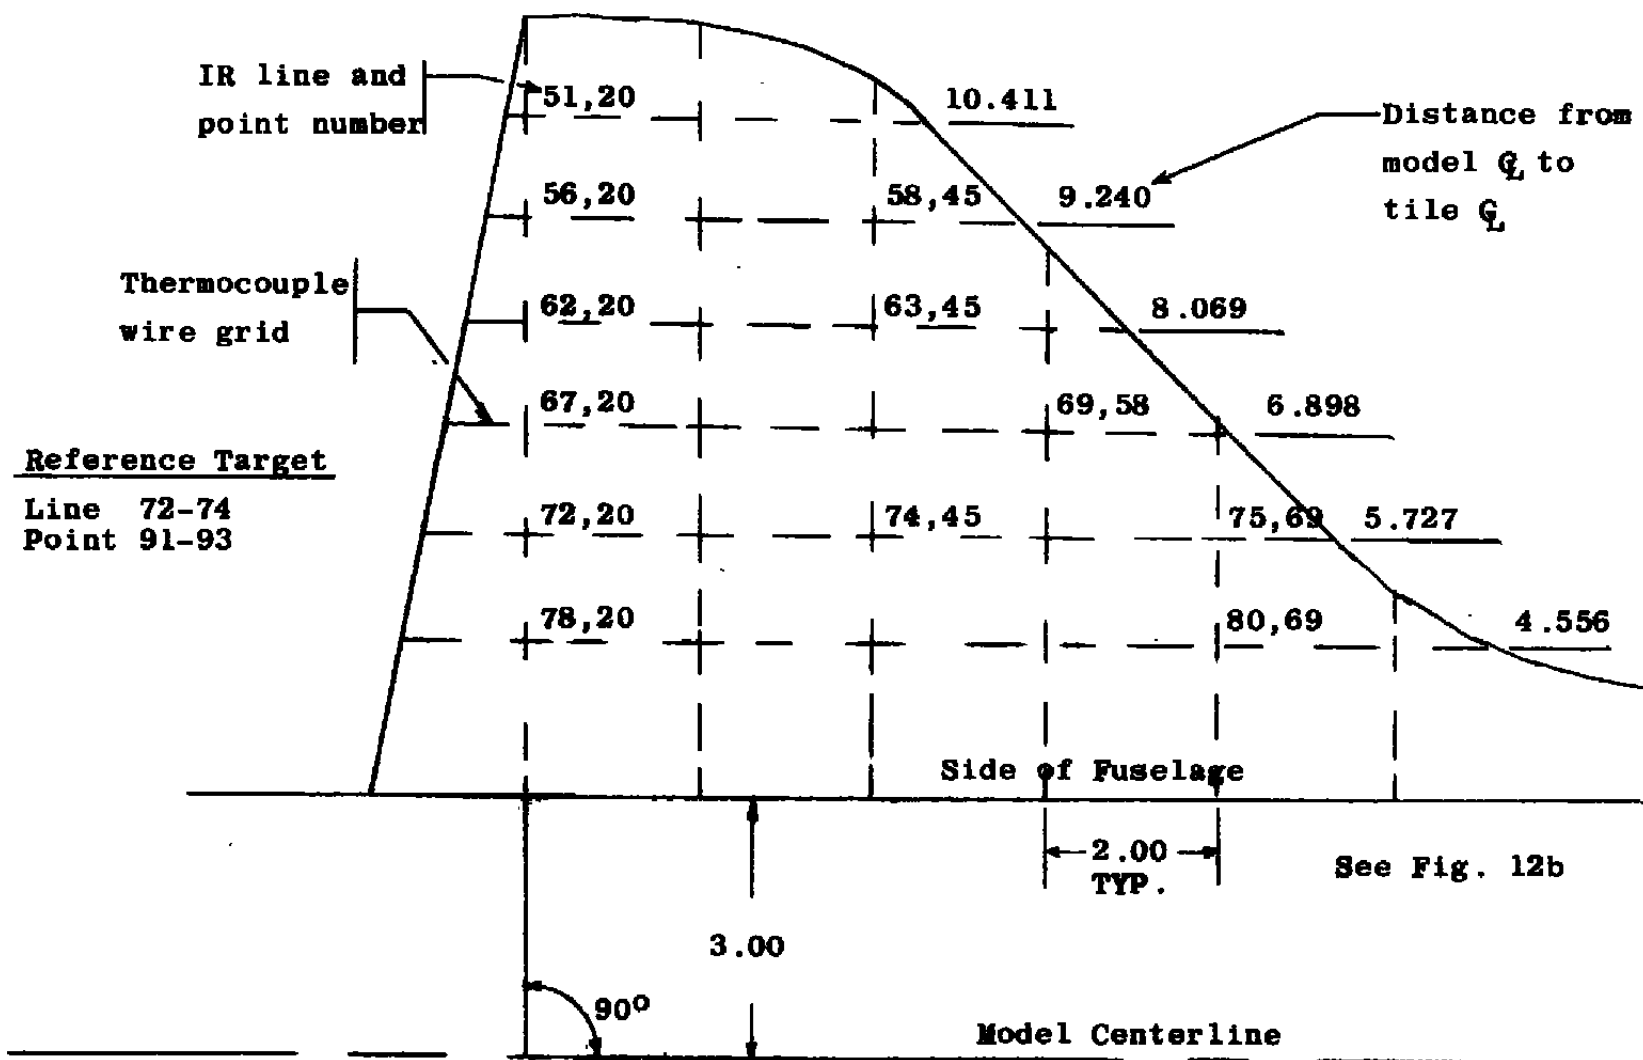 IR line and
point number
51,20
10.411
Distance from
model ℄ to
tile ℄
56,20
58,45
9.240
Thermocouple
wire grid
62,20
63,45
8.069
67,20
69,58
6.898
Reference Target
Line 72-74
Point 91-93
72,20
74,45
75,69
5.727
78,20
80,69
4.556
Side of Fuselage
2.00
TYP.
See Fig. 12b
3.00
90°
Model Centerline